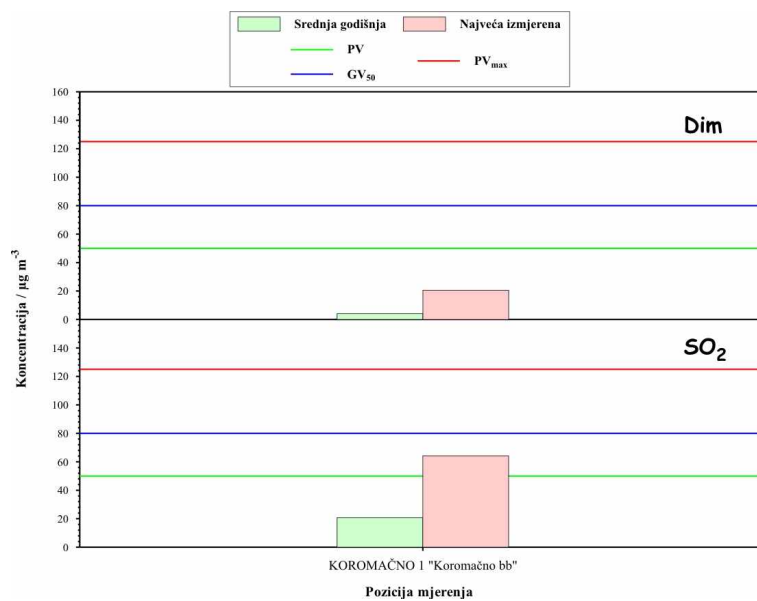 Srednja godišnja
Najveća izmjerena
PV
PVmax
GV50
Koncentracija / µg m-3
160
140
120
100
80
60
40
20
0
Dim
140
120
100
80
60
40
20
0
SO2
KOROMAČNO 1 "Koromačno bb"
Pozicija mjerenja